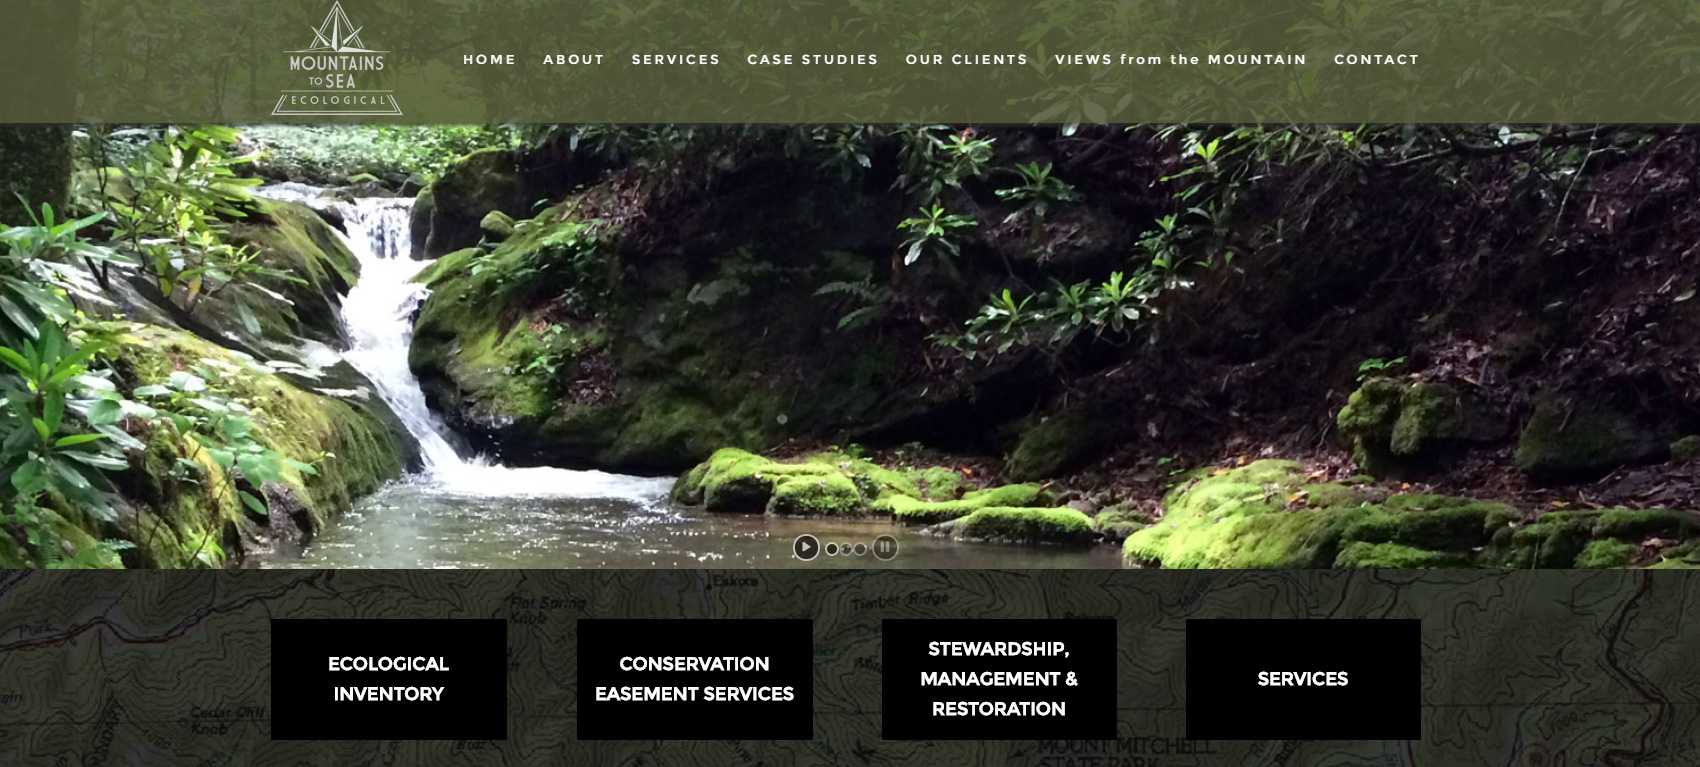 MOUNTAINS
TO SEA
ECOLOGICAL
HOME ABOUT SERVICES CASE STUDIES OUR CLIENTS VIEWS from the MOUNTAIN CONTACT
Eskota
Flat Spring
Knob
Timber Ridge
ECOLOGICAL
INVENTORY
CONSERVATION
EASEMENT SERVICES
STEWARDSHIP,
MANAGEMENT &
RESTORATION
SERVICES
Cedar Cliff
Knob
MOUNT MITCHELL
STATE PARK